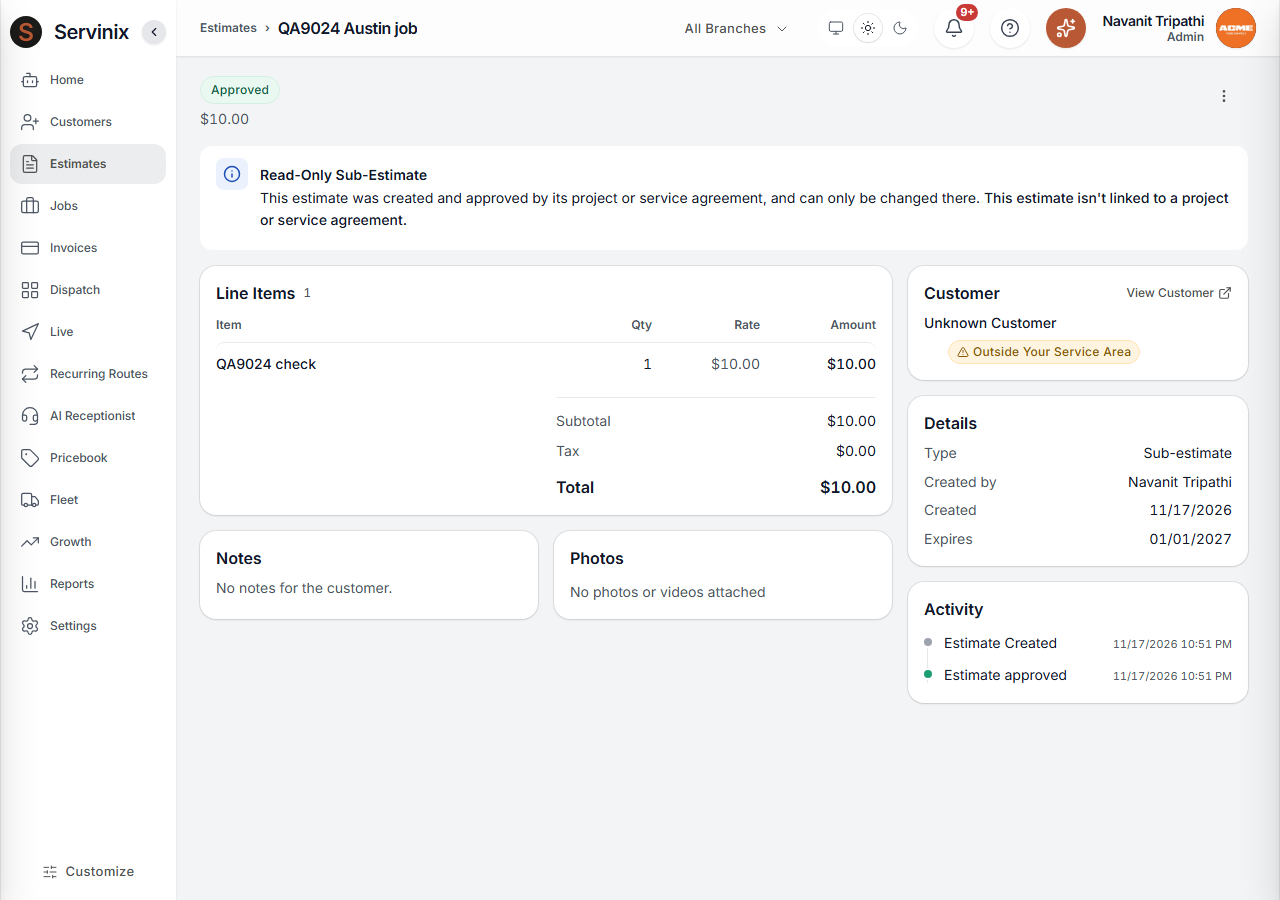 S Servinix
Estimates › QA9024 Austin job
All Branches
9+
Navanit Tripathi
Admin
ACME
Home
Customers
Estimates
Jobs
Invoices
Dispatch
Live
Recurring Routes
AI Receptionist
Pricebook
Fleet
Growth
Reports
Settings
Customize
Approved
$10.00
Read-Only Sub-Estimate
This estimate was created and approved by its project or service agreement, and can only be changed there. This estimate isn't linked to a project
or service agreement.
Line Items 1
Item Qty Rate Amount
QA9024 check 1 $10.00 $10.00
Subtotal $10.00
Tax $0.00
Total $10.00
Notes
No notes for the customer.
Photos
No photos or videos attached
Customer View Customer
Unknown Customer
Outside Your Service Area
Details
Type Sub-estimate
Created by Navanit Tripathi
Created 11/17/2026
Expires 01/01/2027
Activity
Estimate Created 11/17/2026 10:51 PM
Estimate approved 11/17/2026 10:51 PM